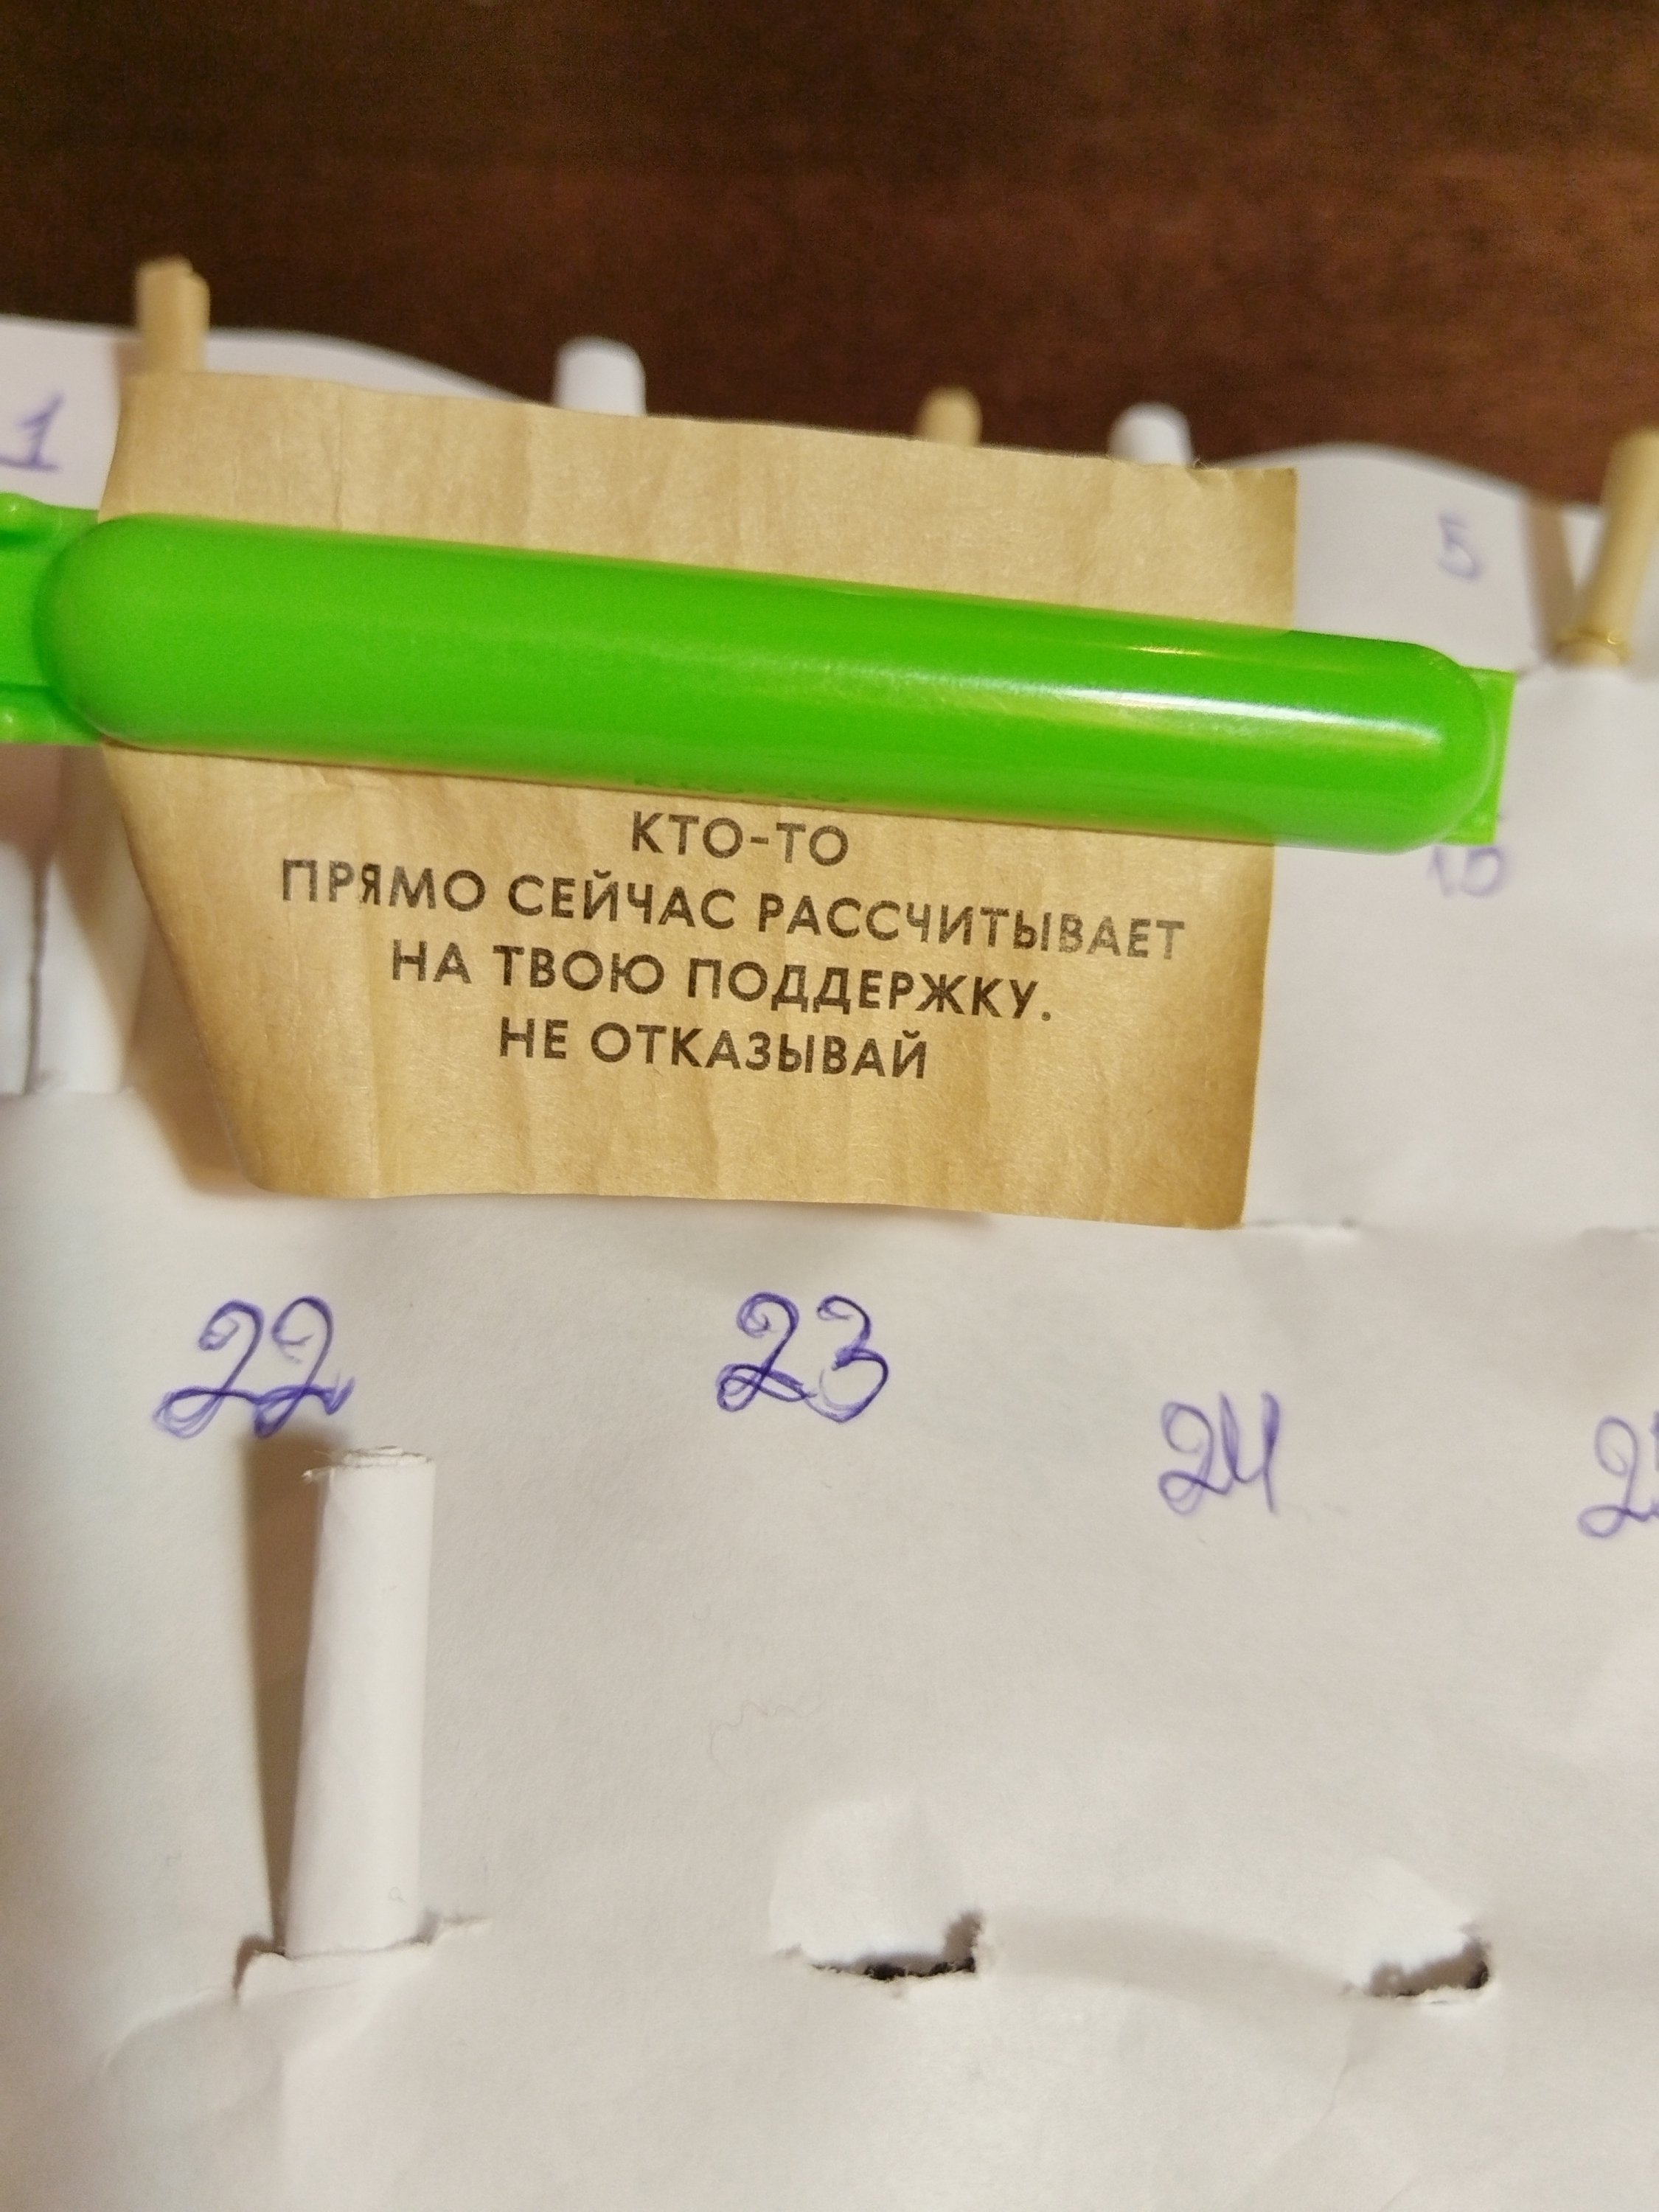 1
5
КТО-ТО
ПРЯМО СЕЙЧАС РАССЧИТЫВАЕТ
НА ТВОЮ ПОДДЕРЖКУ.
НЕ ОТКАЗЫВАЙ
22
23
24